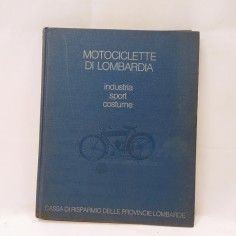 MOTOCICLETTE
DI LOMBARDIA
industria
sport
costume
CASSA DI RISPARMIO DELLE PROVINCIE LOMBARDE